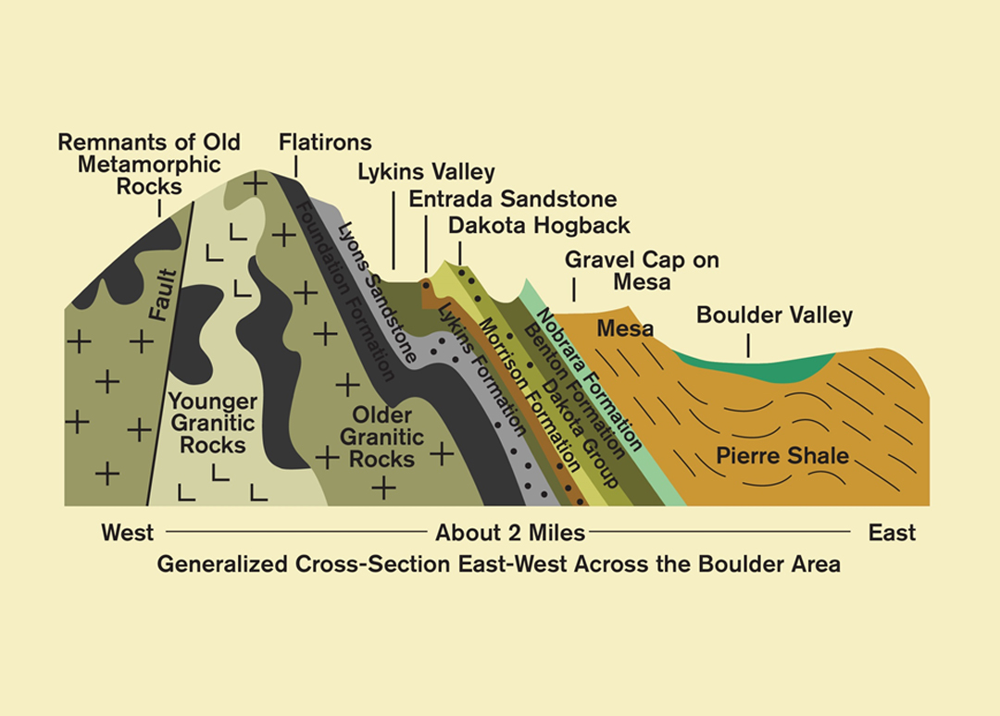 Remnants of Old
Metamorphic
Rocks
Flatirons
Lykins Valley
Entrada Sandstone
Dakota Hogback
Gravel Cap on
Mesa
Boulder Valley
Fault
Foundation Formation
Lyons Sandstone
Lykins Formation
Morrison Formation
Dakota Group
Benton Formation
Nobrara Formation
Mesa
Younger
Granitic
Rocks
Older
Granitic
Rocks
Pierre Shale
West
About 2 Miles
East
Generalized Cross-Section East-West Across the Boulder Area